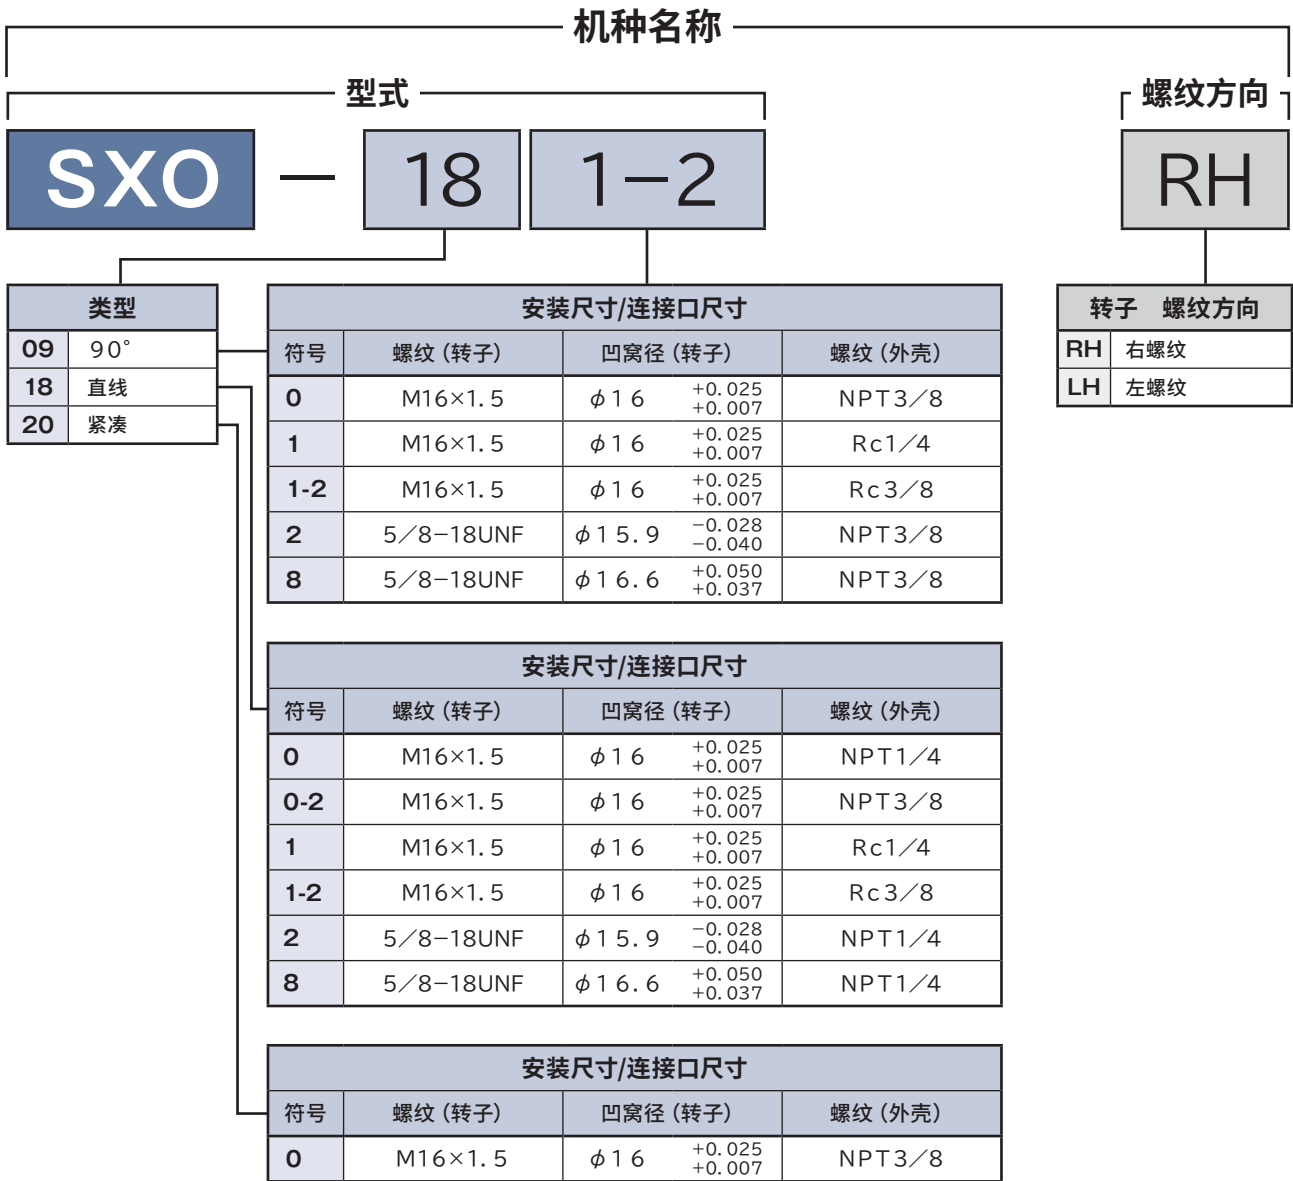 机种名称
型式 螺纹方向
SXO － 18 1－2 RH
类型
09 90°
18 直线
20 紧凑
安装尺寸/连接口尺寸
符号 螺纹（转子） 凹窝径（转子） 螺纹（外壳）
0 M16×1.5 φ16 +0.025 +0.007 NPT3／8
1 M16×1.5 φ16 +0.025 +0.007 Rc1／4
1-2 M16×1.5 φ16 +0.025 +0.007 Rc3／8
2 5／8−18UNF φ15.9 −0.028 −0.040 NPT3／8
8 5／8−18UNF φ16.6 +0.050 +0.037 NPT3／8
转子 螺纹方向
RH 右螺纹
LH 左螺纹
安装尺寸/连接口尺寸
符号 螺纹（转子） 凹窝径（转子） 螺纹（外壳）
0 M16×1.5 φ16 +0.025 +0.007 NPT1／4
0-2 M16×1.5 φ16 +0.025 +0.007 NPT3／8
1 M16×1.5 φ16 +0.025 +0.007 Rc1／4
1-2 M16×1.5 φ16 +0.025 +0.007 Rc3／8
2 5／8−18UNF φ15.9 −0.028 −0.040 NPT1／4
8 5／8−18UNF φ16.6 +0.050 +0.037 NPT1／4
安装尺寸/连接口尺寸
符号 螺纹（转子） 凹窝径（转子） 螺纹（外壳）
0 M16×1.5 φ16 +0.025 +0.007 NPT3／8